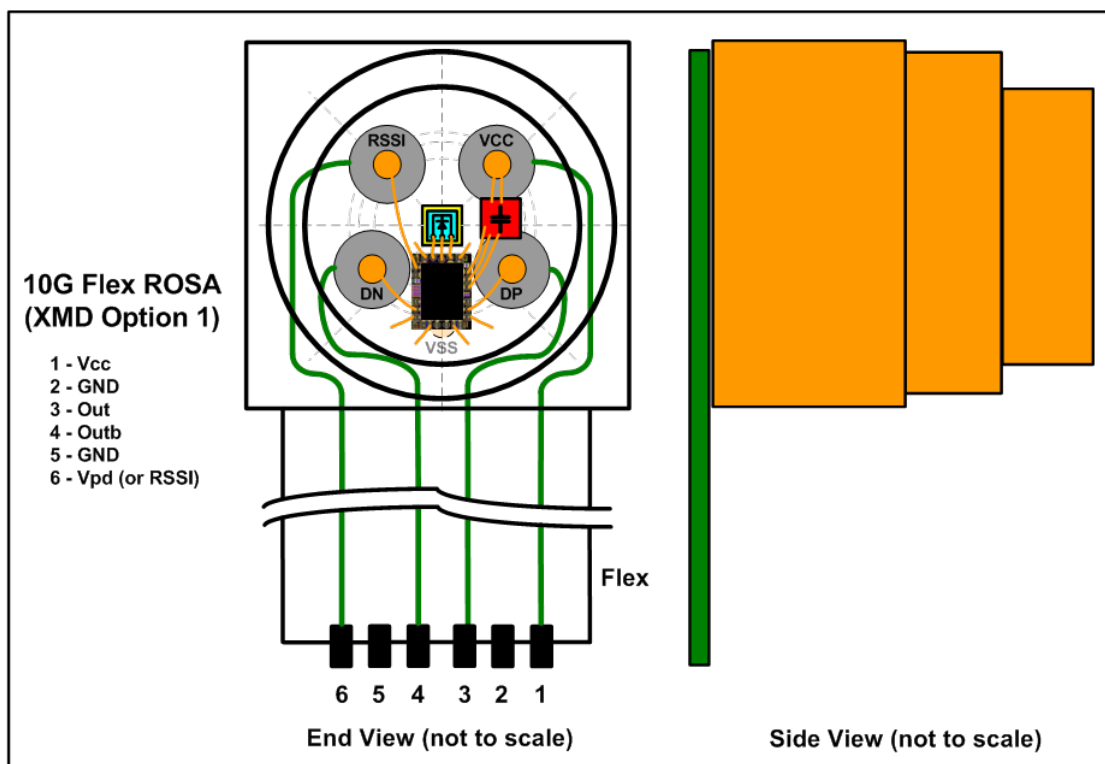 RSSI
VCC
DN
DP
V$S
10G Flex ROSA
(XMD Option 1)
1 - Vcc
2 - GND
3 - Out
4 - Outb
5 - GND
6 - Vpd (or RSSI)
Flex
6 5 4 3 2 1
End View (not to scale)
Side View (not to scale)